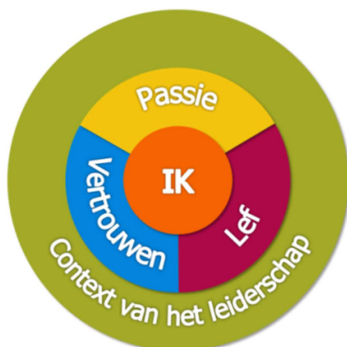 Passie
Vertrouwen
IK
Lef
Context van het leiderschap